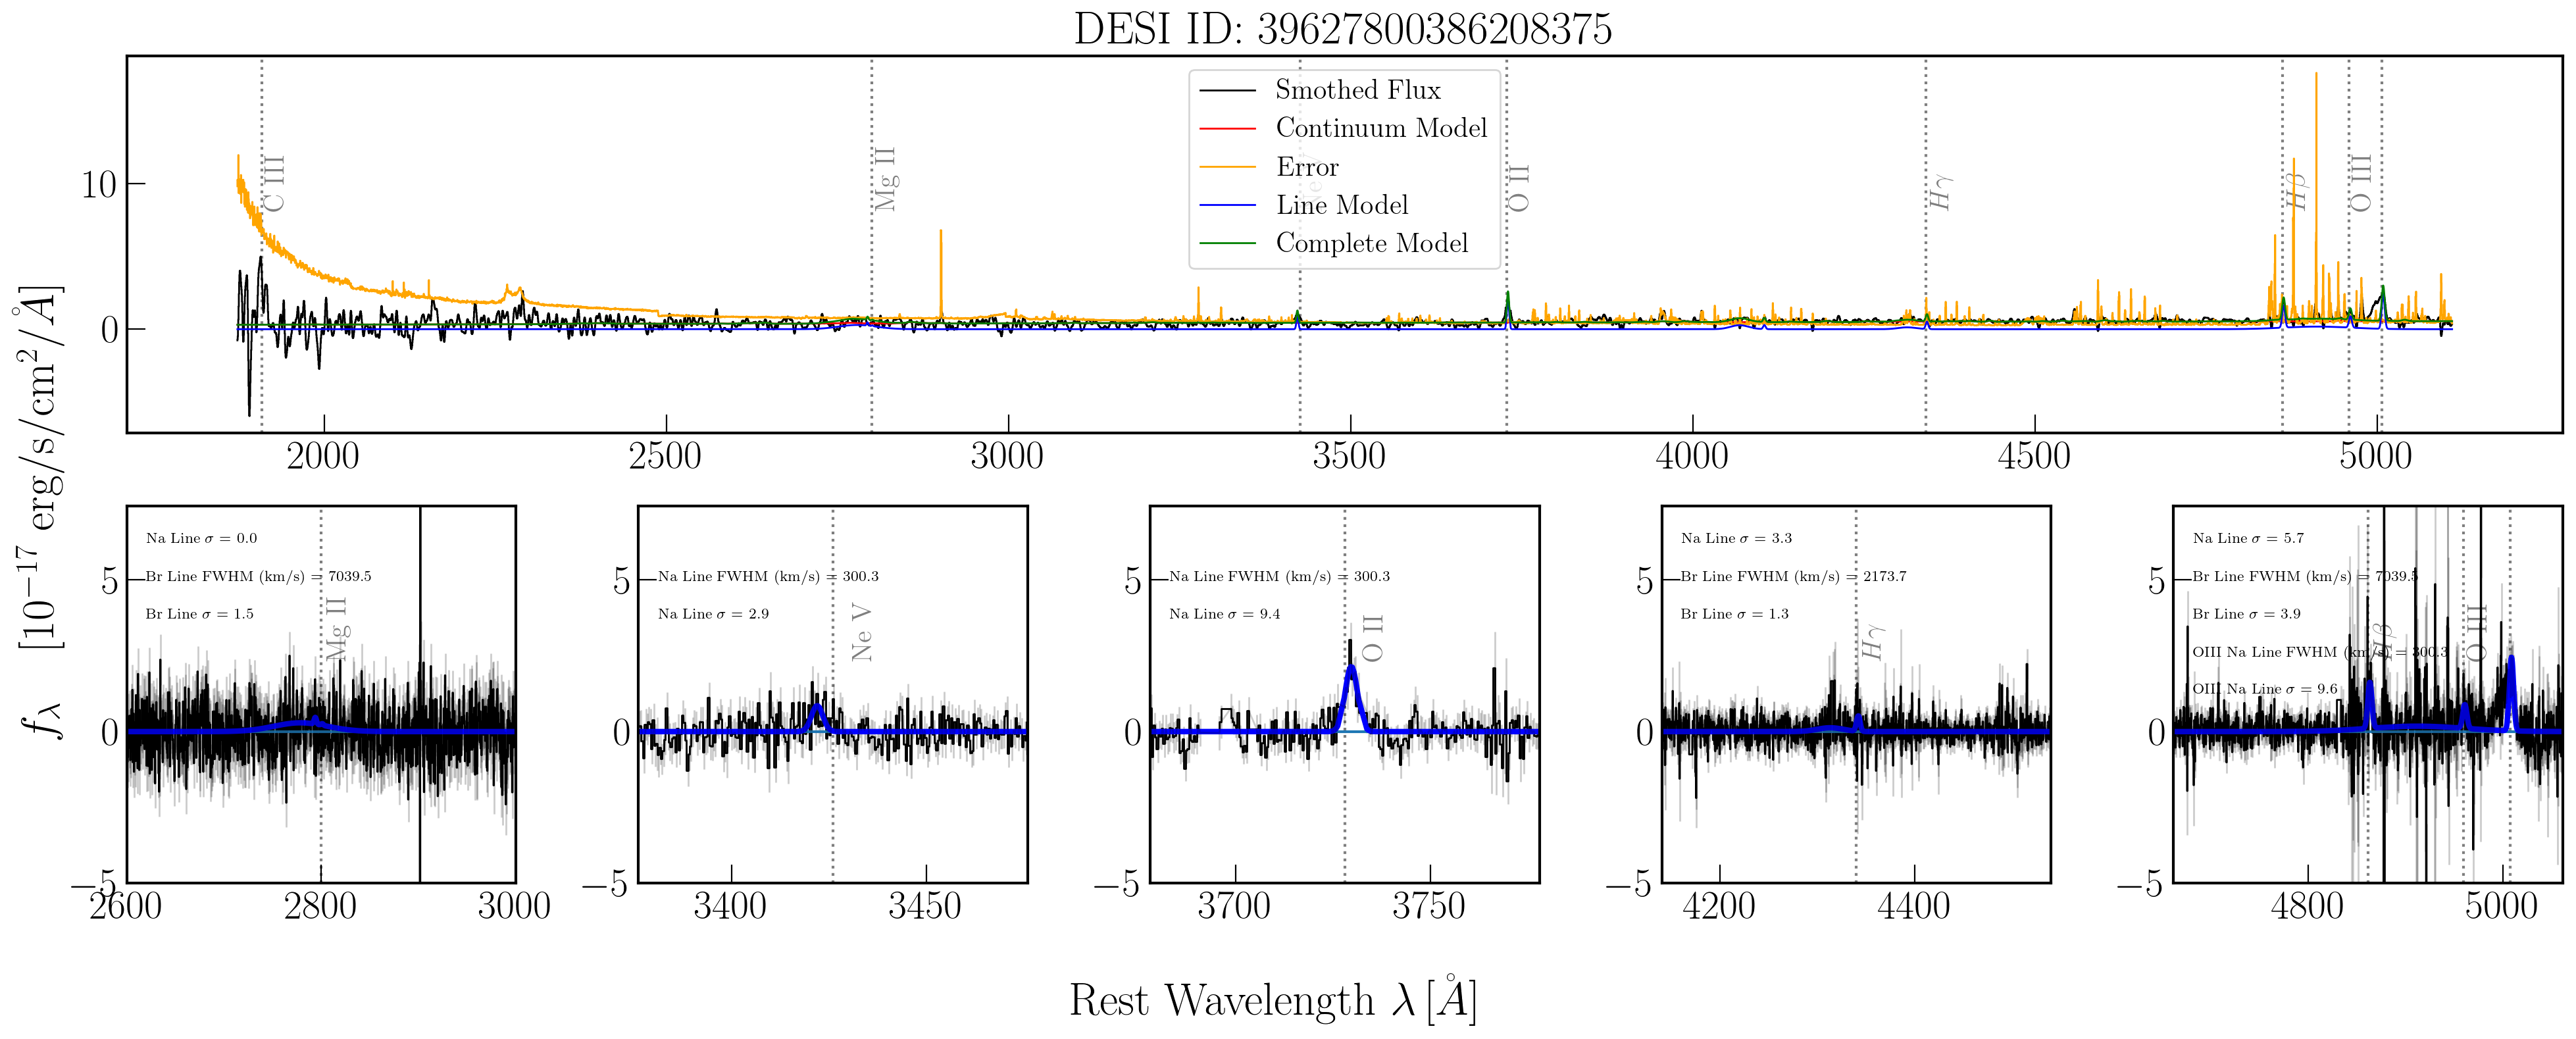 DESI ID: 39627800386208375
Smothed Flux
Continuum Model
Error
Line Model
Complete Model
C III
Mg II
O II
Hγ
Hβ
O III
10
0
2000
2500
3000
3500
4000
4500
5000
f_λ [10^−17 erg/s/cm^2/Å]
Na Line σ = 0.0
Br Line FWHM (km/s) = 7039.5
Br Line σ = 1.5
Mg II
5
0
−5
2600
2800
3000
Na Line FWHM (km/s) = 300.3
Na Line σ = 2.9
Ne V
5
0
−5
3400
3450
Na Line FWHM (km/s) = 300.3
Na Line σ = 9.4
O II
5
0
−5
3700
3750
Na Line σ = 3.3
Br Line FWHM (km/s) = 2173.7
Br Line σ = 1.3
Hγ
5
0
−5
4200
4400
Na Line σ = 5.7
Br Line FWHM (km/s) = 7039.5
Br Line σ = 3.9
OIII Na Line FWHM (km/s) = 300.3
OIII Na Line σ = 9.6
Hβ
O III
5
0
−5
4800
5000
Rest Wavelength λ [Å]